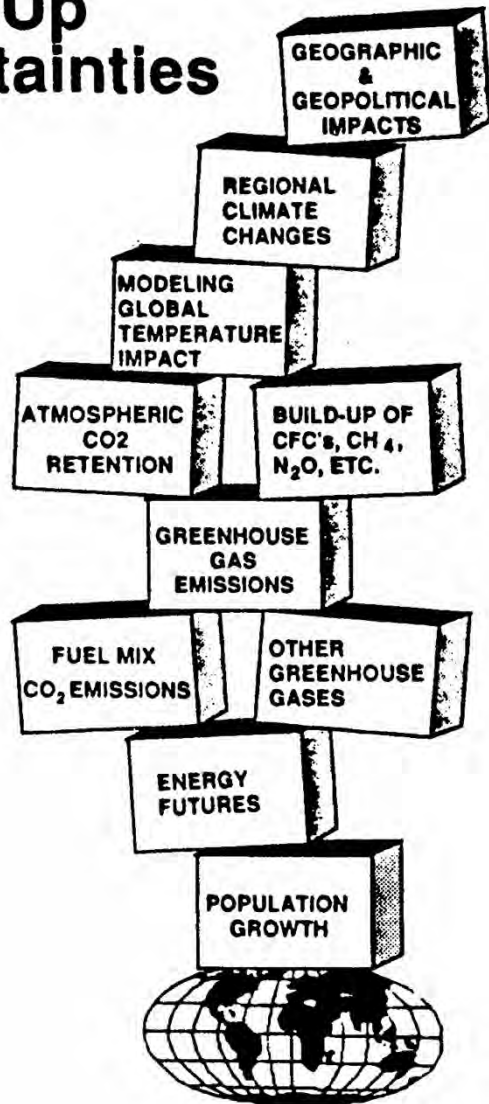 Up
tainties
GEOGRAPHIC
&
GEOPOLITICAL
IMPACTS
REGIONAL
CLIMATE
CHANGES
MODELING
GLOBAL
TEMPERATURE
IMPACT
ATMOSPHERIC
CO2
RETENTION
BUILD-UP OF
CFC's, CH₄,
N₂O, ETC.
GREENHOUSE
GAS
EMISSIONS
FUEL MIX
CO₂ EMISSIONS
OTHER
GREENHOUSE
GASES
ENERGY
FUTURES
POPULATION
GROWTH